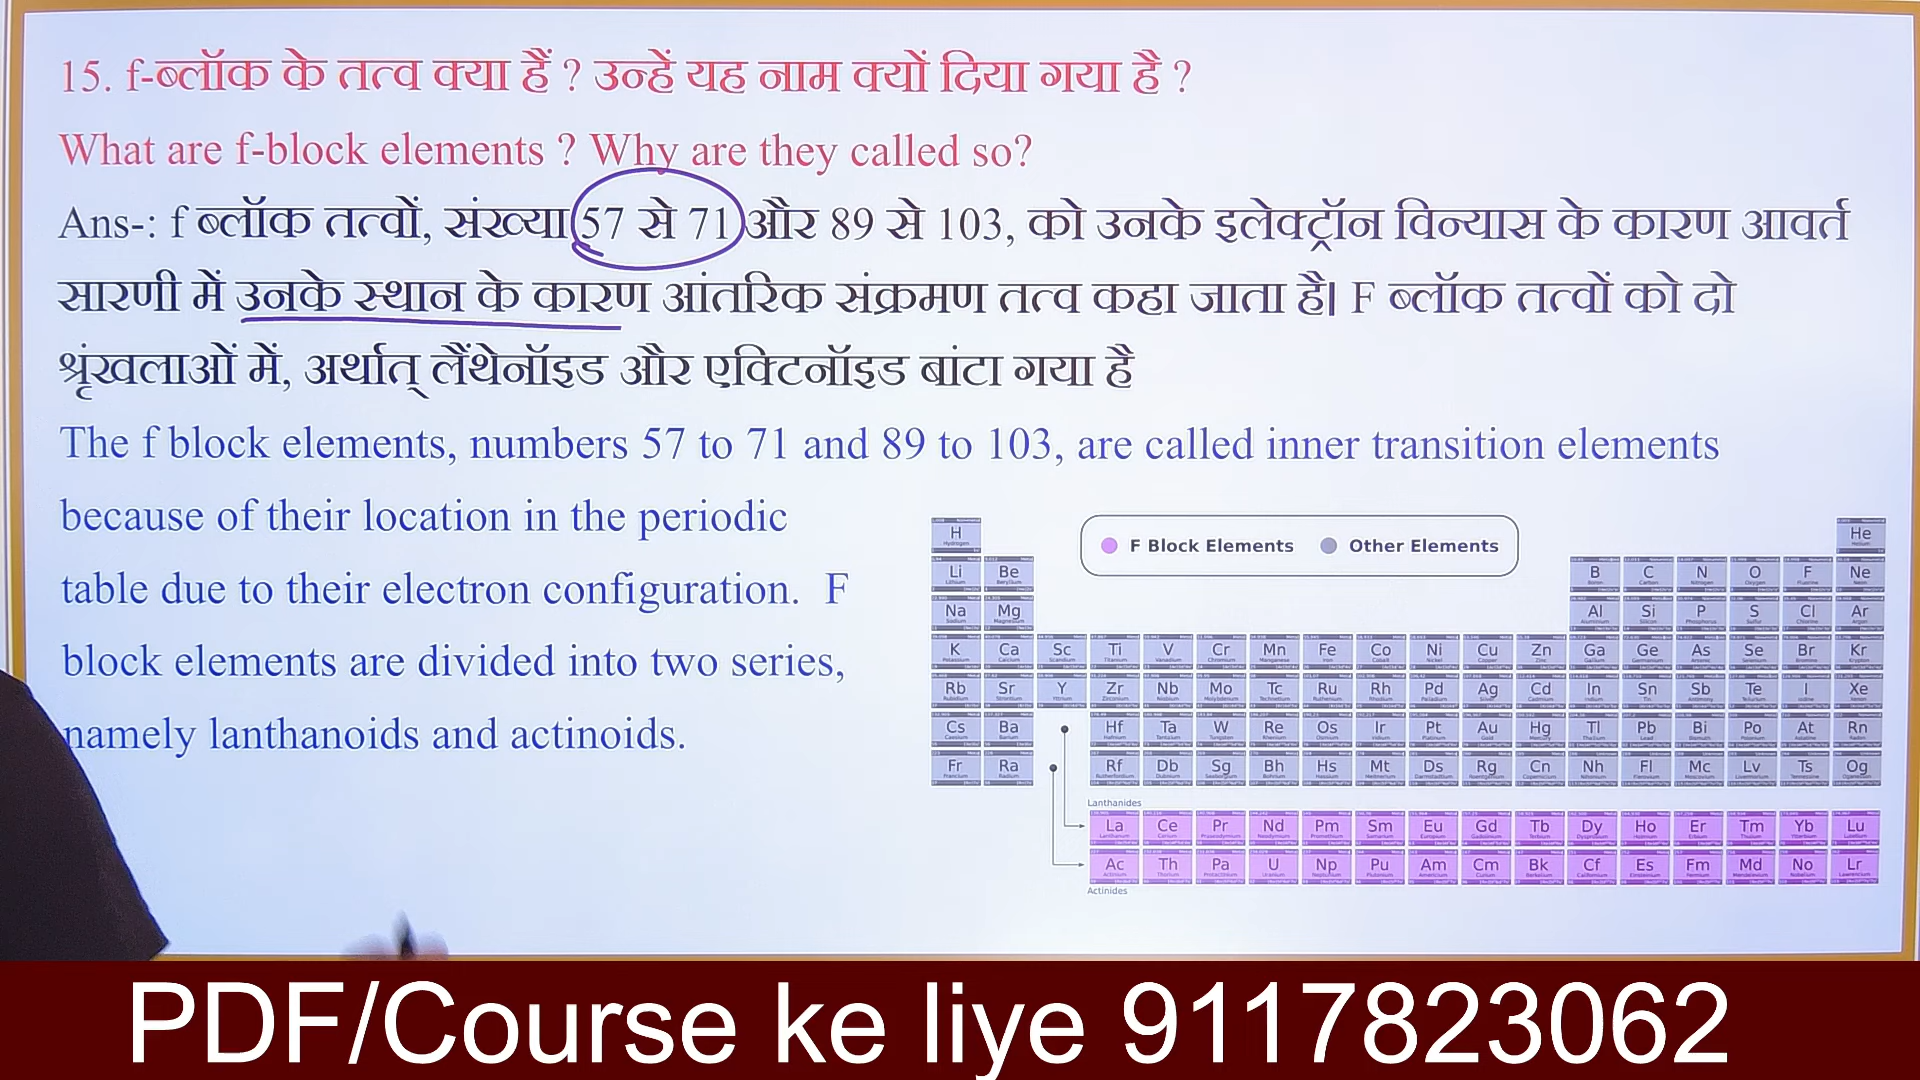 15. f-ब्लॉक के तत्व क्या हैं ? उन्हें यह नाम क्यों दिया गया है ?
What are f-block elements ? Why are they called so?
Ans-: f ब्लॉक तत्वों, संख्या 57 से 71 और 89 से 103, को उनके इलेक्ट्रॉन विन्यास के कारण आवर्त
सारणी में उनके स्थान के कारण आंतरिक संक्रमण तत्व कहा जाता है| F ब्लॉक तत्वों को दो
श्रृंखलाओं में, अर्थात् लैंथेनॉइड और एक्टिनॉइड बांटा गया है
The f block elements, numbers 57 to 71 and 89 to 103, are called inner transition elements
because of their location in the periodic
table due to their electron configuration. F
block elements are divided into two series,
namely lanthanoids and actinoids.
F Block Elements Other Elements
H He
Li Be B C N O F Ne
Na Mg Al Si P S Cl Ar
K Ca Sc Ti V Cr Mn Fe Co Ni Cu Zn Ga Ge As Se Br Kr
Rb Sr Y Zr Nb Mo Tc Ru Rh Pd Ag Cd In Sn Sb Te I Xe
Cs Ba Hf Ta W Re Os Ir Pt Au Hg Tl Pb Bi Po At Rn
Fr Ra Rf Db Sg Bh Hs Mt Ds Rg Cn Nh Fl Mc Lv Ts Og
Lanthanides
La Ce Pr Nd Pm Sm Eu Gd Tb Dy Ho Er Tm Yb Lu
Ac Th Pa U Np Pu Am Cm Bk Cf Es Fm Md No Lr
Actinides
PDF/Course ke liye 9117823062